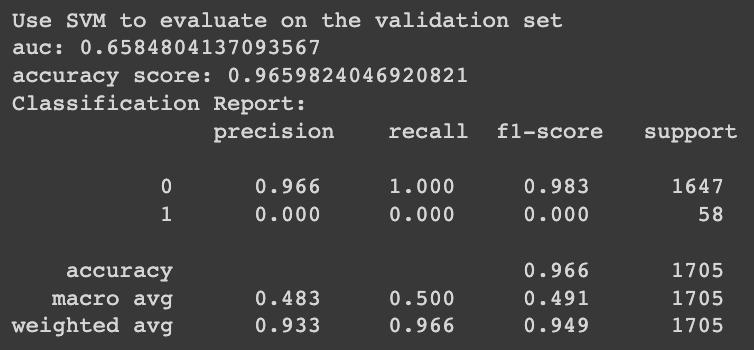 Use SVM to evaluate on the validation set
auc: 0.6584804137093567
accuracy score: 0.9659824046920821
Classification Report:
precision recall f1-score support
0 0.966 1.000 0.983 1647
1 0.000 0.000 0.000 58
accuracy 0.966 1705
macro avg 0.483 0.500 0.491 1705
weighted avg 0.933 0.966 0.949 1705